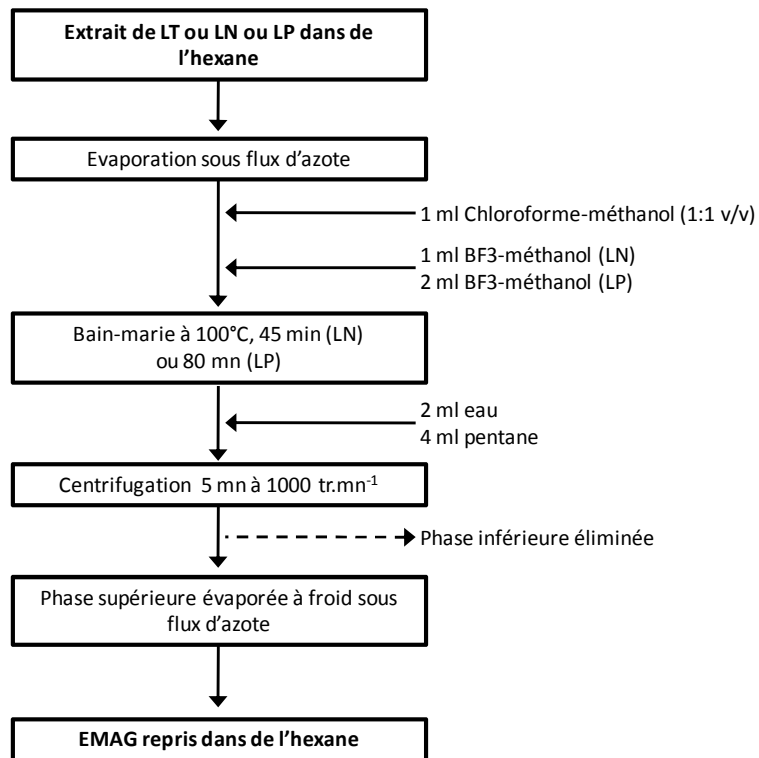 Extrait de LT ou LN ou LP dans de
l’hexane
Evaporation sous flux d’azote
1 ml Chloroforme-méthanol (1:1 v/v)
1 ml BF3-méthanol (LN)
2 ml BF3-méthanol (LP)
Bain-marie à 100°C, 45 min (LN)
ou 80 mn (LP)
2 ml eau
4 ml pentane
Centrifugation 5 mn à 1000 tr.mn⁻¹
Phase inférieure éliminée
Phase supérieure évaporée à froid sous
flux d’azote
EMAG repris dans de l’hexane